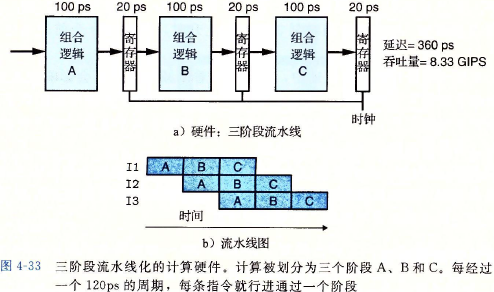 100 ps 20 ps 100 ps 20 ps 100 ps 20 ps
组合逻辑 A 寄存器 组合逻辑 B 寄存器 组合逻辑 C 寄存器
延迟= 360 ps
吞吐量= 8.33 GIPS
时钟
a）硬件：三阶段流水线
I1 A B C
I2 A B C
I3 A B C
时间
b）流水线图
图 4-33 三阶段流水线化的计算硬件。计算被划分为三个阶段 A、B 和 C。每经过
一个 120ps 的周期，每条指令就行进通过一个阶段